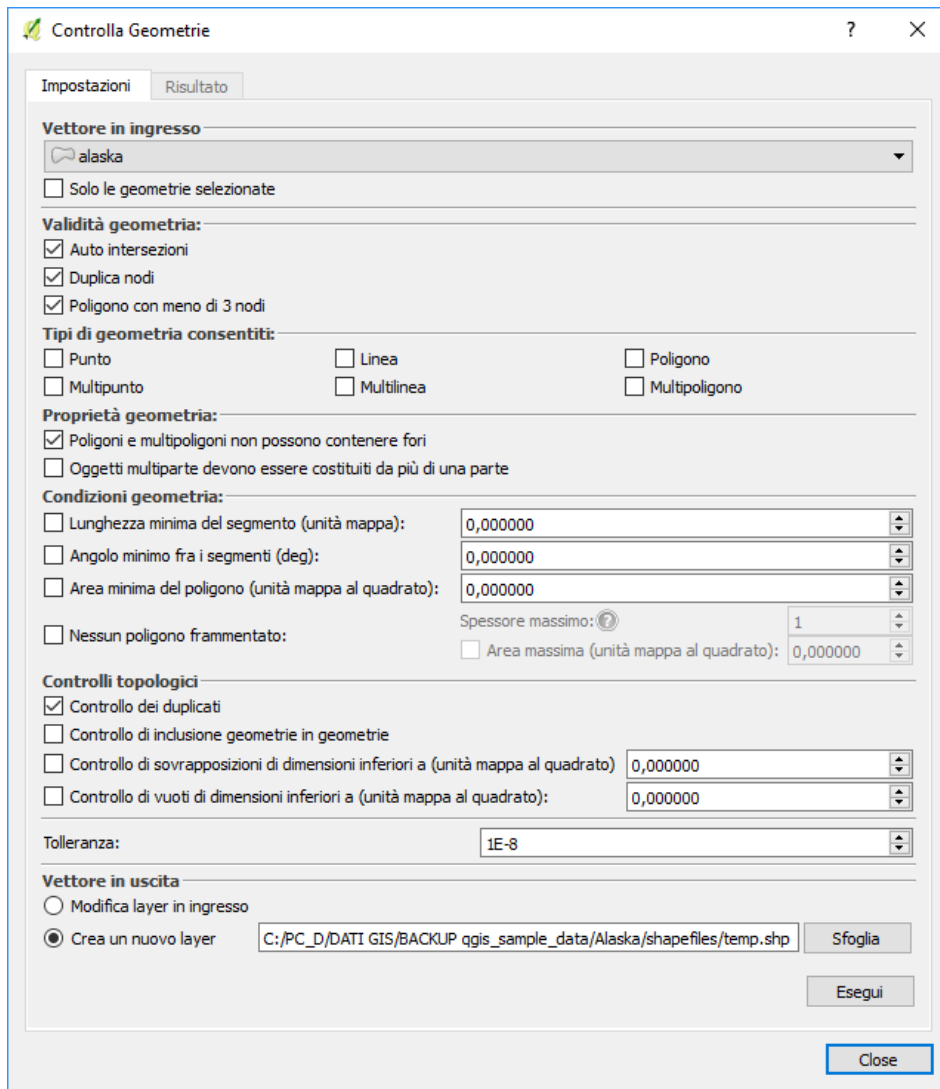 Controlla Geometrie
Impostazioni Risultato
Vettore in ingresso
alaska
Solo le geometrie selezionate
Validità geometria:
Auto intersezioni
Duplica nodi
Poligono con meno di 3 nodi
Tipi di geometria consentiti:
Punto Linea Poligono
Multipunto Multilinea Multipoligono
Proprietà geometria:
Poligoni e multipoligoni non possono contenere fori
Oggetti multiparte devono essere costituiti da più di una parte
Condizioni geometria:
Lunghezza minima del segmento (unità mappa): 0,000000
Angolo minimo fra i segmenti (deg): 0,000000
Area minima del poligono (unità mappa al quadrato): 0,000000
Spessore massimo: ? 1
Nessun poligono frammentato:
Area massima (unità mappa al quadrato): 0,000000
Controlli topologici
Controllo dei duplicati
Controllo di inclusione geometrie in geometrie
Controllo di sovrapposizioni di dimensioni inferiori a (unità mappa al quadrato) 0,000000
Controllo di vuoti di dimensioni inferiori a (unità mappa al quadrato): 0,000000
Tolleranza: 1E-8
Vettore in uscita
Modifica layer in ingresso
Crea un nuovo layer C:/PC_D/DATI GIS/BACKUP qgis_sample_data/Alaska/shapefiles/temp.shp Sfoglia
Esegui
Close